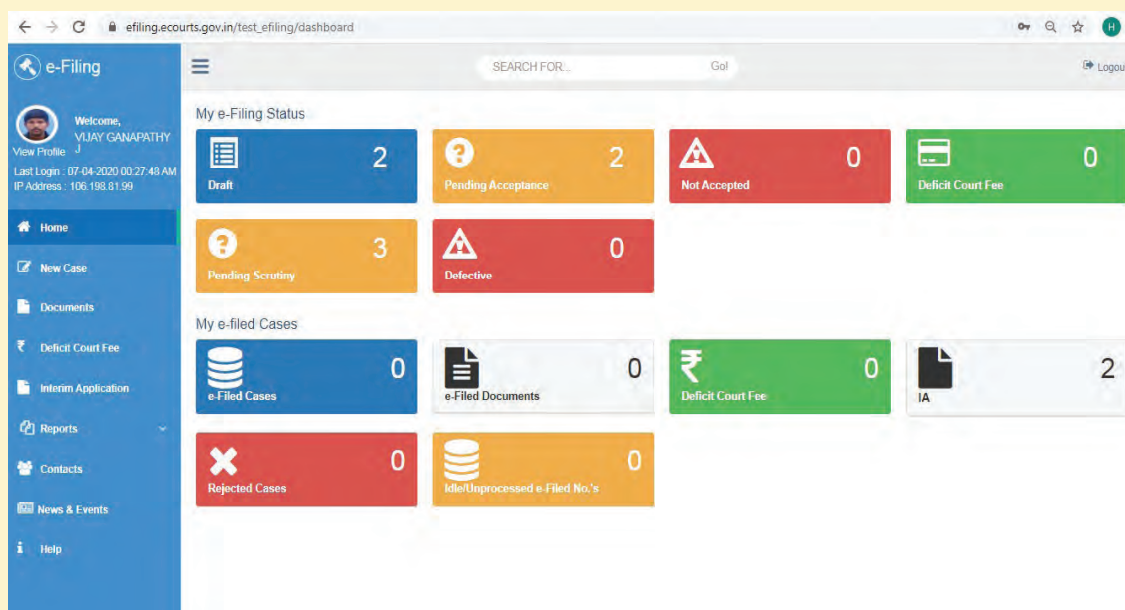 efiling.ecourts.gov.in/test_efiling/dashboard
H
e-Filing
SEARCH FOR... Go!
Logou
Welcome,
VIJAY GANAPATHY
J
View Profile
Last Login : 07-04-2020 00:27:48 AM
IP Address : 106.198.81.99
Home
New Case
Documents
₹ Deficit Court Fee
Interim Application
Reports
Contacts
News & Events
i Help
My e-Filing Status
2
Draft
? 2
Pending Acceptance
0
Not Accepted
0
Deficit Court Fee
? 3
Pending Scrutiny
0
Defective
My e-filed Cases
0
e-Filed Cases
0
e-Filed Documents
₹ 0
Deficit Court Fee
2
IA
0
Rejected Cases
0
Idle/Unprocessed e-Filed No.'s